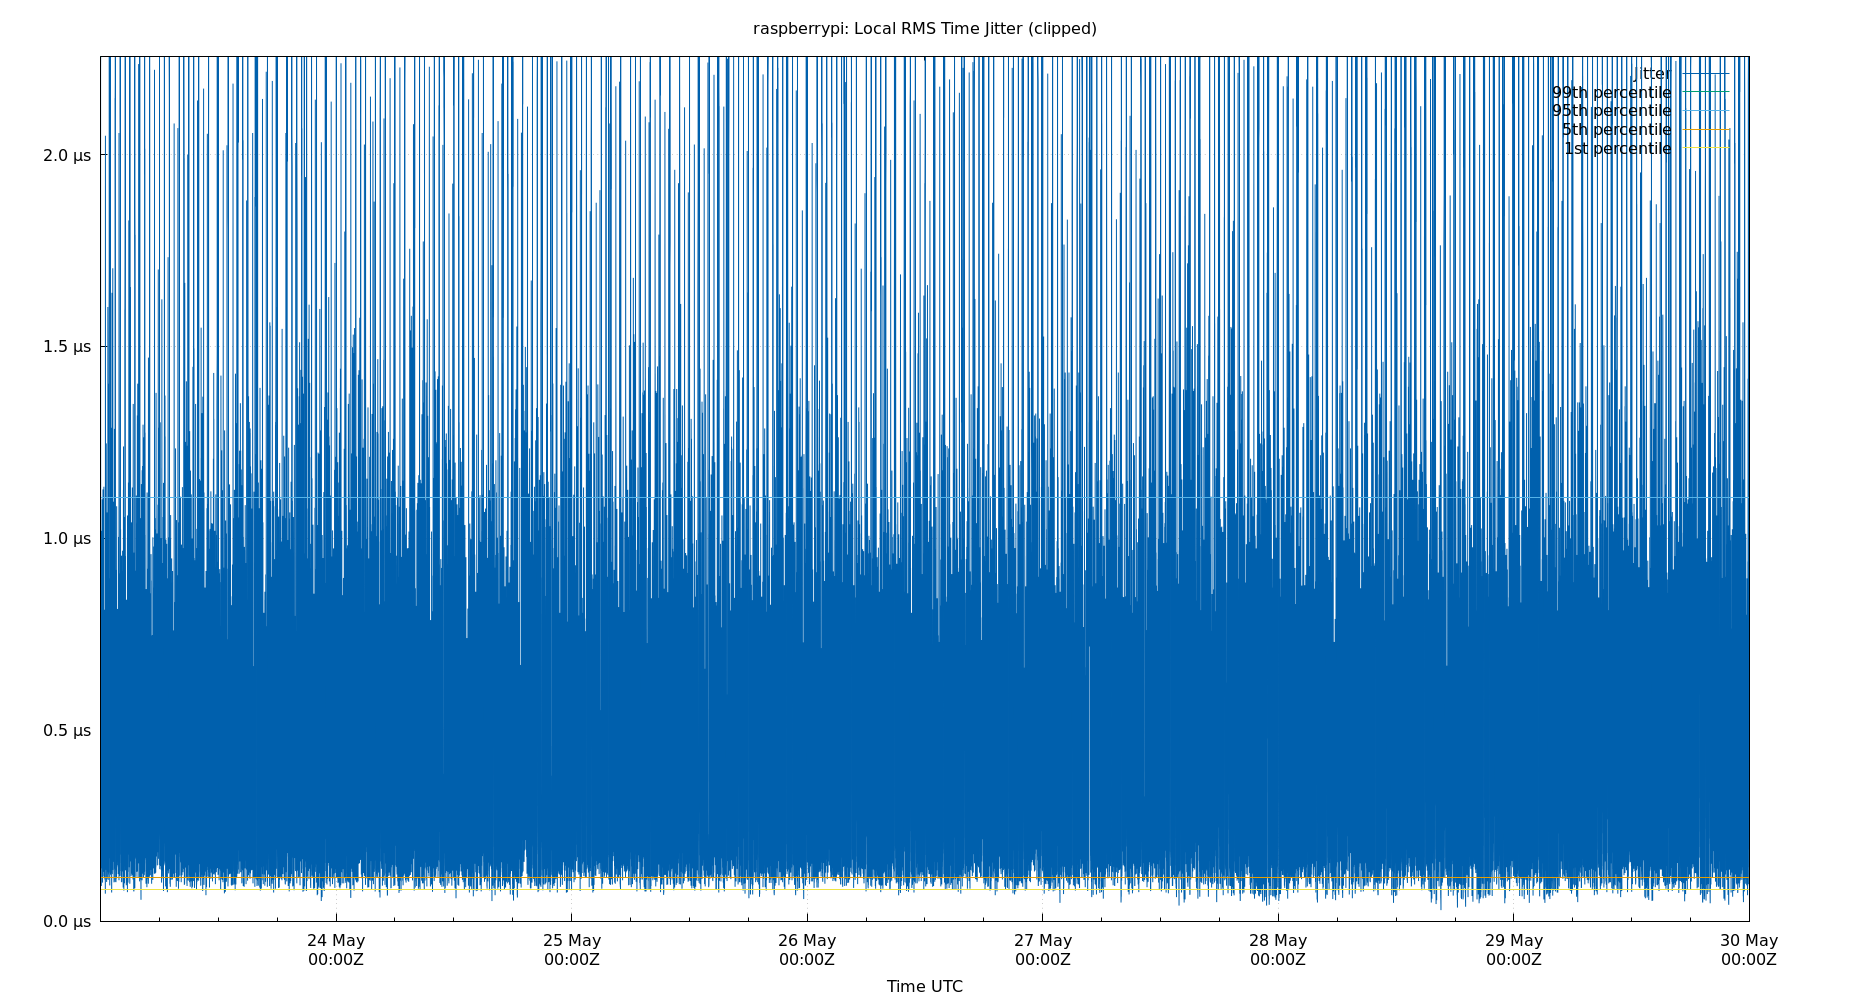 raspberrypi: Local RMS Time Jitter (clipped)
Jitter
99th percentile
95th percentile
5th percentile
1st percentile
2.0 µs
1.5 µs
1.0 µs
0.5 µs
0.0 µs
24 May 25 May 26 May 27 May 28 May 29 May 30 May
00:00Z 00:00Z 00:00Z 00:00Z 00:00Z 00:00Z 00:00Z
Time UTC